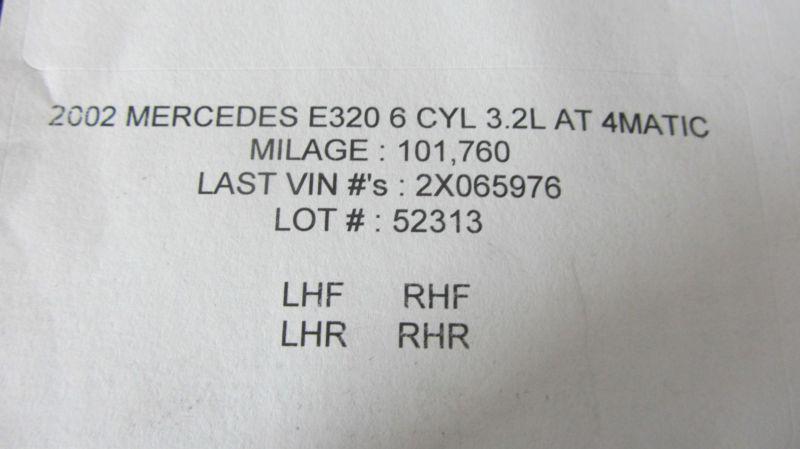 2002 MERCEDES E320 6 CYL 3.2L AT 4MATIC
MILAGE : 101,760
LAST VIN #'s : 2X065976
LOT # : 52313
LHF RHF
LHR RHR